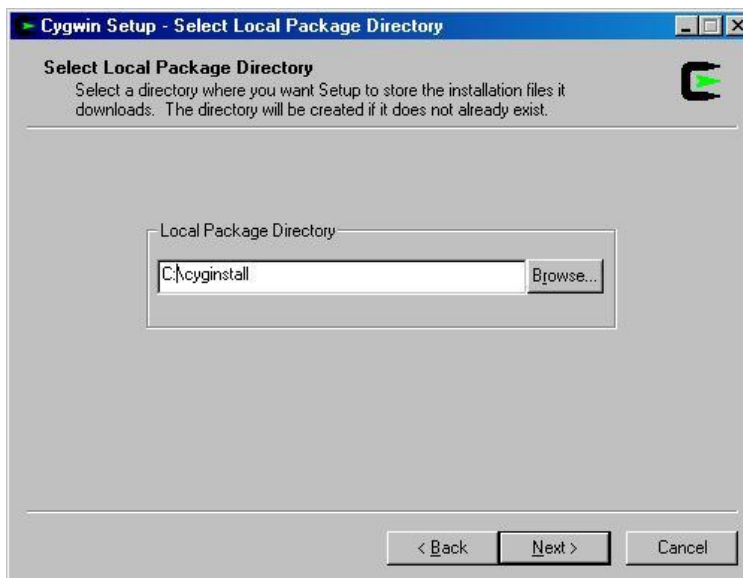 Cygwin Setup - Select Local Package Directory
Select Local Package Directory
Select a directory where you want Setup to store the installation files it
downloads. The directory will be created if it does not already exist.
Local Package Directory
C:\cyginstall
Browse...
< Back
Next >
Cancel